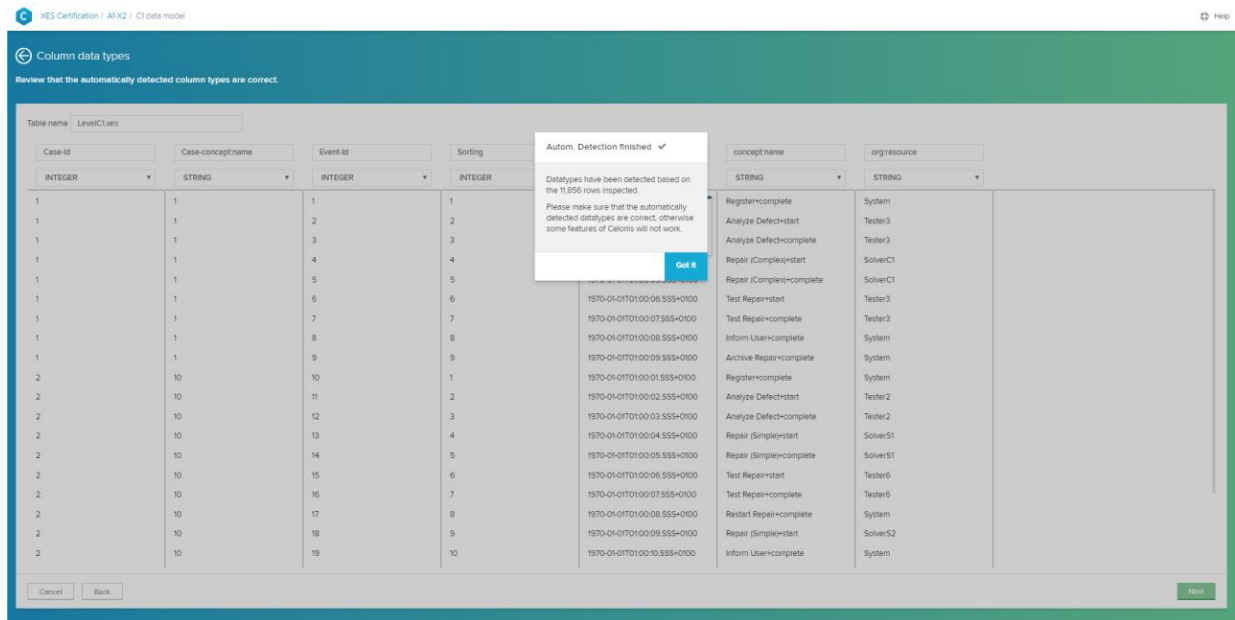 C XES Certification / A1-X2 / C1 data model Help
Column data types
Review that the automatically detected column types are correct.
Table name LevelC1.xes
Case-Id Case-concept:name Event-Id Sorting concept:name org:resource
INTEGER STRING INTEGER INTEGER STRING STRING
Autom. Detection finished
Datatypes have been detected based on
the 11,856 rows inspected.
Please make sure that the automatically
detected datatypes are correct, otherwise
some features of Celonis will not work.
Got it
1 1 1 1 Register+complete System
1 1 2 2 Analyze Defect+start Tester3
1 1 3 3 Analyze Defect+complete Tester3
1 1 4 4 Repair (Complex)+start SolverC1
1 1 5 5 Repair (Complex)+complete SolverC1
1 1 6 6 1970-01-01T01:00:06.SSS+0100 Test Repair+start Tester3
1 1 7 7 1970-01-01T01:00:07.SSS+0100 Test Repair+complete Tester3
1 1 8 8 1970-01-01T01:00:08.SSS+0100 Inform User+complete System
1 1 9 9 1970-01-01T01:00:09.SSS+0100 Archive Repair+complete System
2 10 10 1 1970-01-01T01:00:01.SSS+0100 Register+complete System
2 10 11 2 1970-01-01T01:00:02.SSS+0100 Analyze Defect+start Tester2
2 10 12 3 1970-01-01T01:00:03.SSS+0100 Analyze Defect+complete Tester2
2 10 13 4 1970-01-01T01:00:04.SSS+0100 Repair (Simple)+start SolverS1
2 10 14 5 1970-01-01T01:00:05.SSS+0100 Repair (Simple)+complete SolverS1
2 10 15 6 1970-01-01T01:00:06.SSS+0100 Test Repair+start Tester6
2 10 16 7 1970-01-01T01:00:07.SSS+0100 Test Repair+complete Tester6
2 10 17 8 1970-01-01T01:00:08.SSS+0100 Restart Repair+complete System
2 10 18 9 1970-01-01T01:00:09.SSS+0100 Repair (Simple)+start SolverS2
2 10 19 10 1970-01-01T01:00:10.SSS+0100 Inform User+complete System
Cancel Back Next